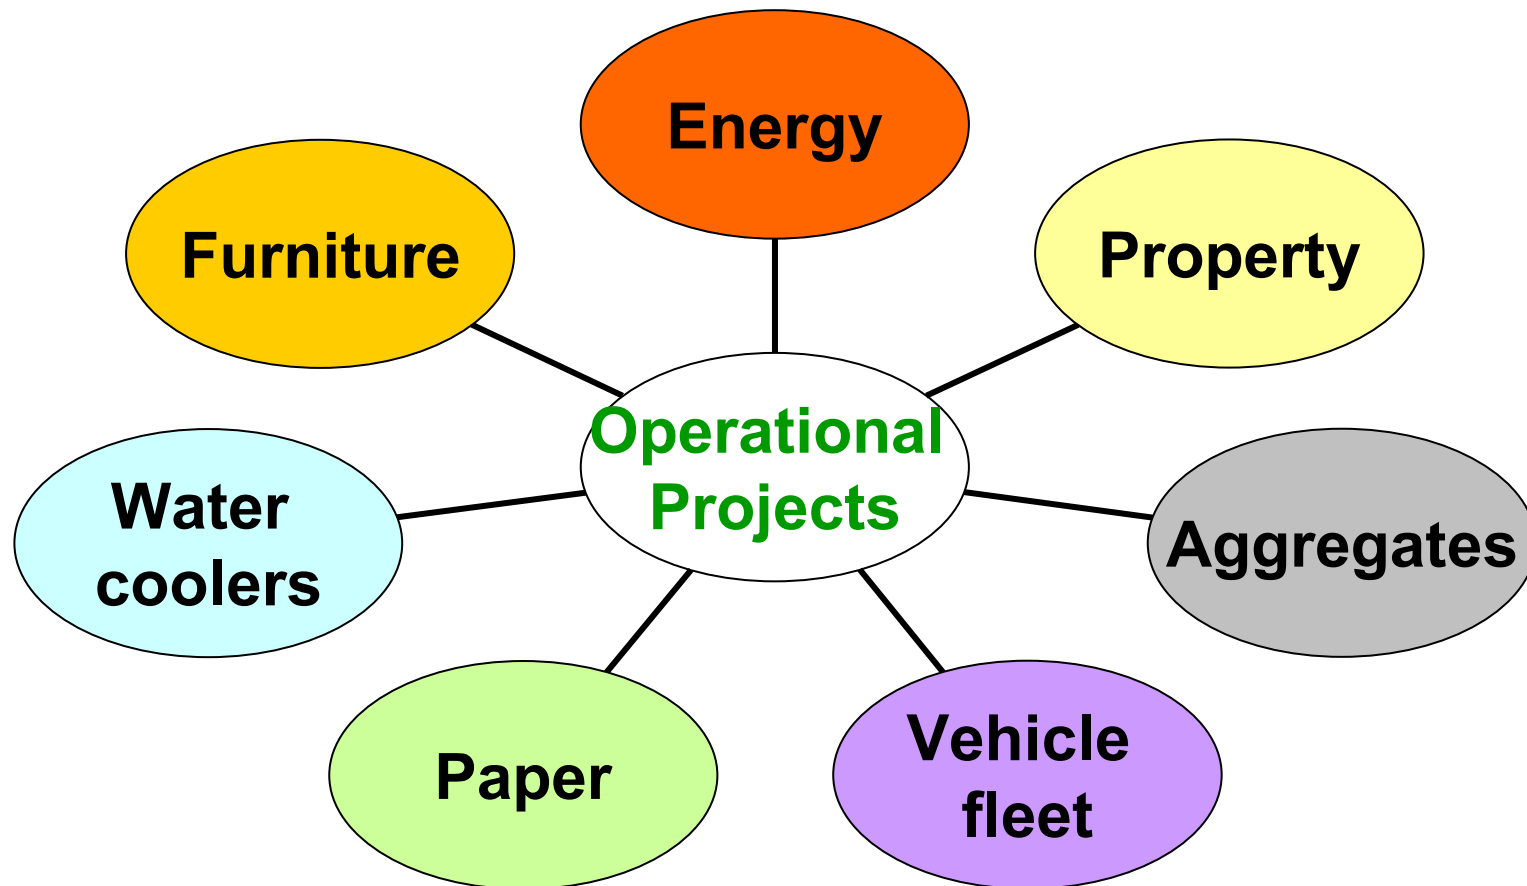 Energy
Furniture
Property
Operational
Projects
Water
coolers
Aggregates
Paper
Vehicle
fleet